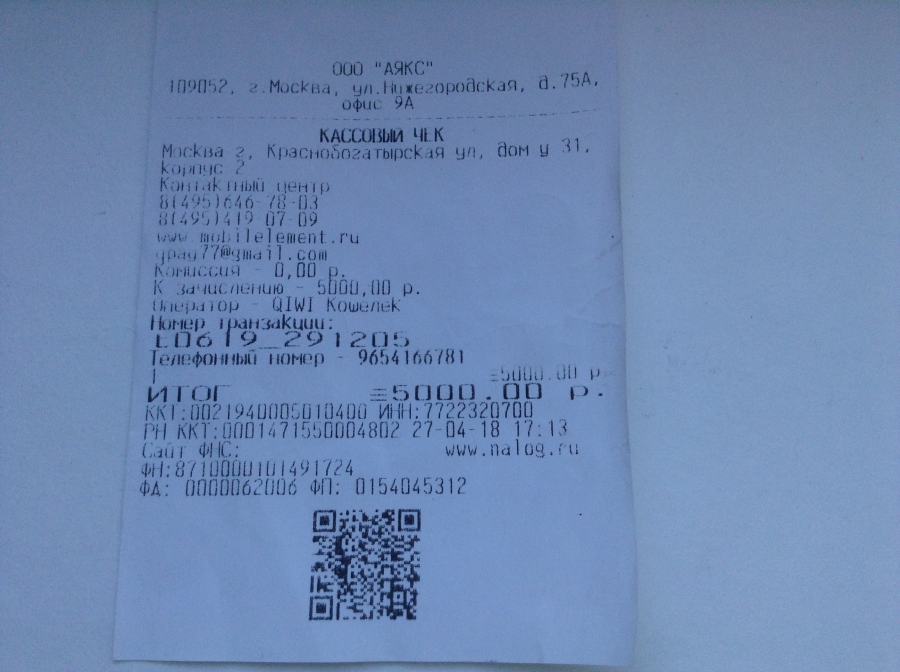 ООО "АЯКС"
109052, г.Москва, ул.Нижегородская, д.75А,
офис 9А
КАССОВЫЙ ЧЕК
Москва г, Краснобогатырская ул, дом у 31,
корпус 2
Контактный центр
8(495)646-78-03
8(495)419-07-09
www.mobilelement.ru
gpay77@gmail.com
Комиссия - 0,00 р.
К зачислению - 5000,00 р.
Оператор - QIWI Кошелек
Номер транзакции:
t0619_291205
Телефонный номер - 9654166781
1
=5000.00 р.
ИТОГ =5000.00 р.
ККТ:0021940005010400 ИНН:7722320700
РН ККТ:0001471550004802 27-04-18 17:13
Сайт ФНС: www.nalog.ru
ФН:8710000101491724
ФД: 0000062006 ФП: 0154045312